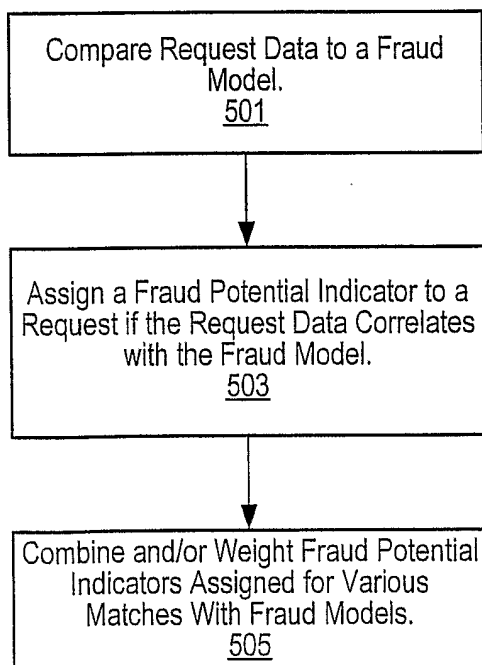 Compare Request Data to a Fraud
Model.
501
Assign a Fraud Potential Indicator to a
Request if the Request Data Correlates
with the Fraud Model.
503
Combine and/or Weight Fraud Potential
Indicators Assigned for Various
Matches With Fraud Models.
505